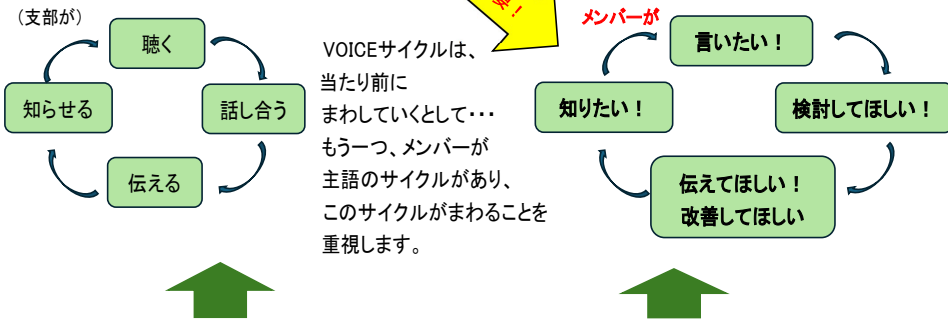 (支部が)
聴く
知らせる
話し合う
伝える
VOICEサイクルは、
当たり前に
まわしていくとして・・・
もう一つ、メンバーが
主語のサイクルがあり、
このサイクルがまわることを
重視します。
！
メンバーが
言いたい！
知りたい！
検討してほしい！
伝えてほしい！
改善してほしい